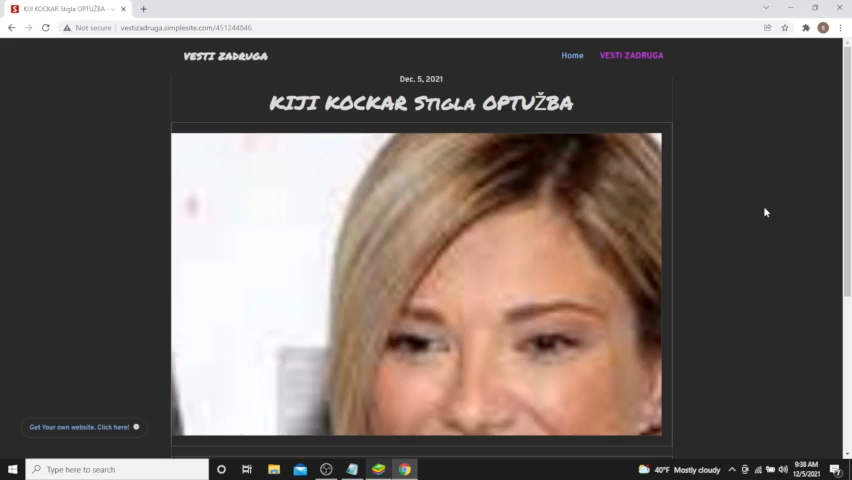 KIJI KOCKAR Stigla OPTUŽBA - v
Not secure | vestizadruga.simplesite.com/451244846
B
VESTI ZADRUGA
Home
VESTI ZADRUGA
Dec. 5, 2021
KIJI KOCKAR Stigla OPTUŽBA
Get Your own website. Click here!
Type here to search
40°F Mostly cloudy
9:38 AM
12/5/2021